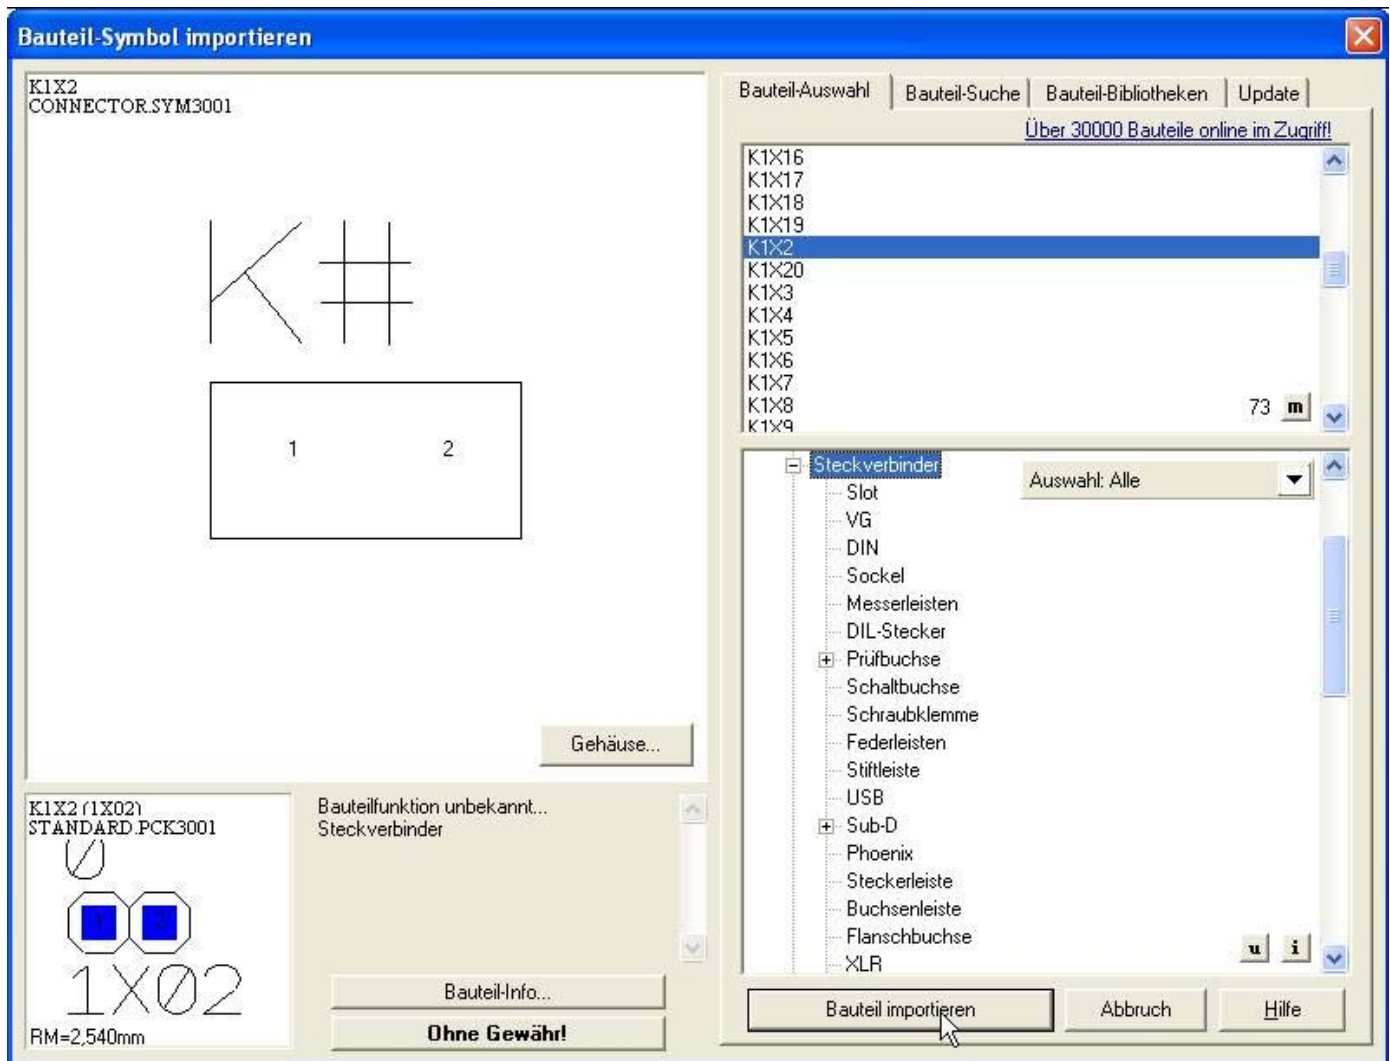 Bauteil-Symbol importieren
K1X2
CONNECTOR.SYM3001
K#
1 2
Gehäuse...
K1X2 (1X02)
STANDARD.PCK3001
0
1 2
1X02
RM=2,540mm
Bauteilfunktion unbekannt...
Steckverbinder
Bauteil-Info...
Ohne Gewähr!
Bauteil-Auswahl Bauteil-Suche Bauteil-Bibliotheken Update
Über 30000 Bauteile online im Zugriff!
K1X16
K1X17
K1X18
K1X19
K1X2
K1X20
K1X3
K1X4
K1X5
K1X6
K1X7
K1X8
K1X9
73 m
Steckverbinder
Auswahl: Alle
Slot
VG
DIN
Sockel
Messerleisten
DIL-Stecker
Prüfbuchse
Schaltbuchse
Schraubklemme
Federleisten
Stiftleiste
USB
Sub-D
Phoenix
Steckerleiste
Buchsenleiste
Flanschbuchse
XLR
u i
Bauteil importieren Abbruch Hilfe